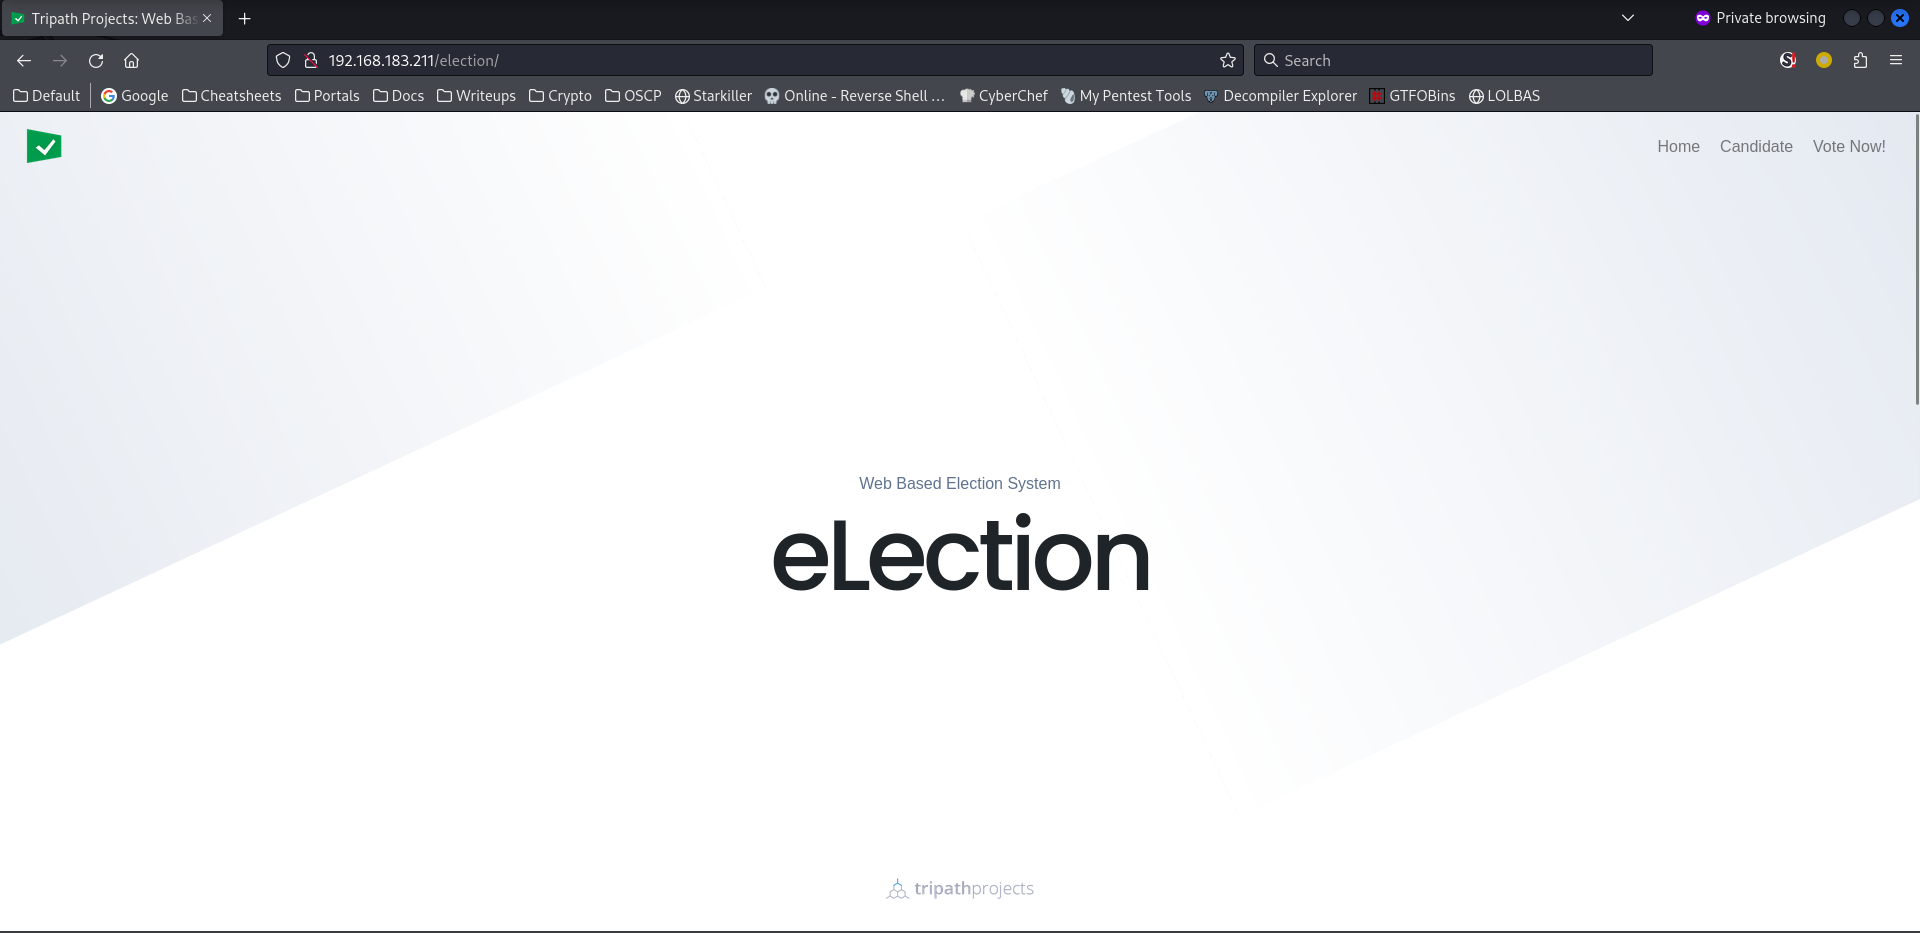 Tripath Projects: Web Bas
Private browsing
192.168.183.211/election/
Search
Default Google Cheatsheets Portals Docs Writeups Crypto OSCP Starkiller Online - Reverse Shell ... CyberChef My Pentest Tools Decompiler Explorer GTFOBins LOLBAS
Home Candidate Vote Now!
Web Based Election System
eLection
tripathprojects